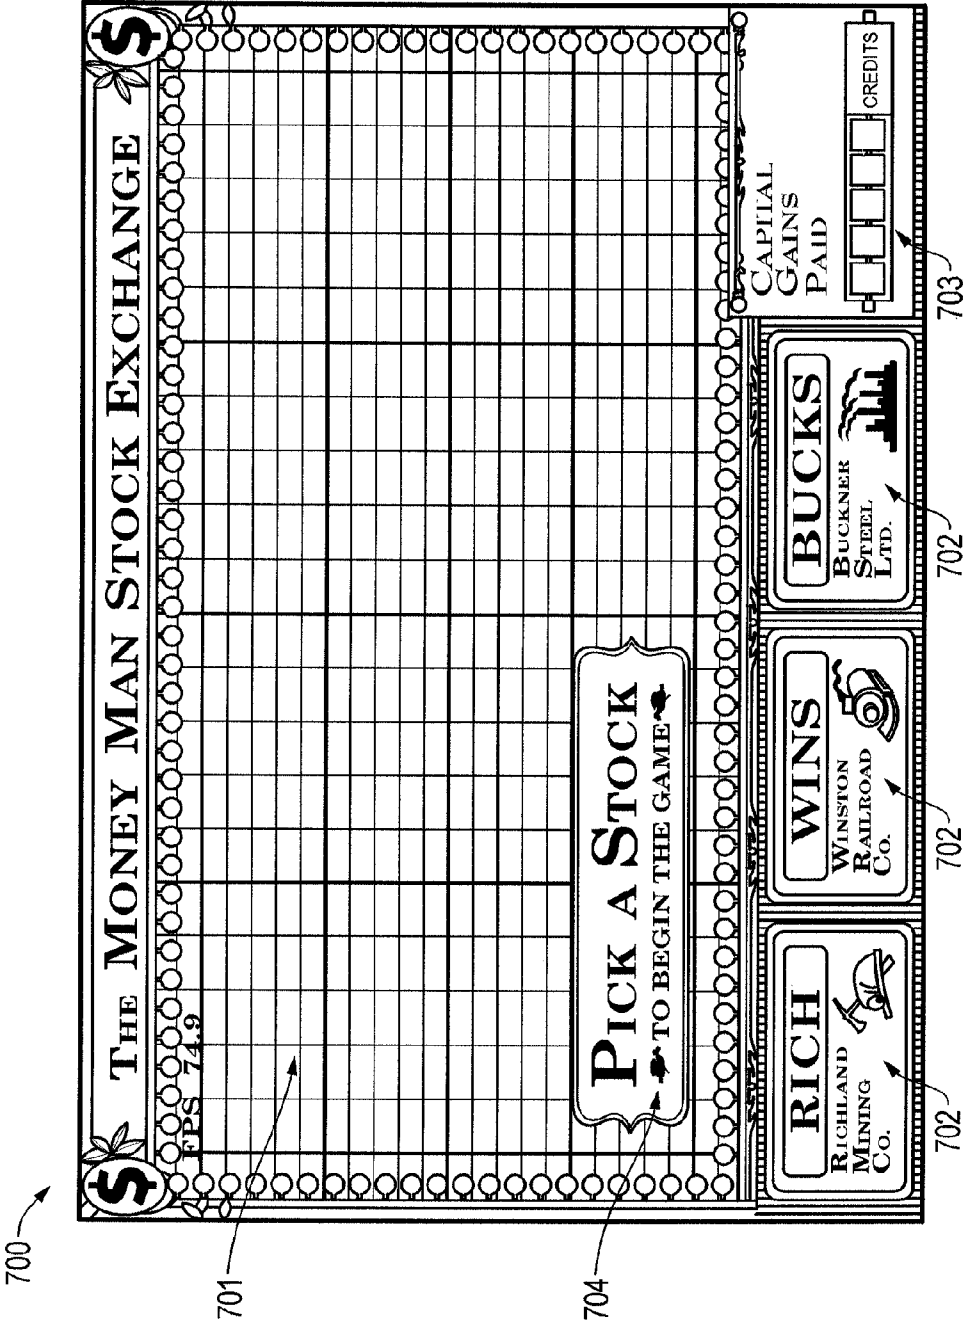 700
$
THE MONEY MAN STOCK EXCHANGE
$
FPS 74.9
701
PICK A STOCK
TO BEGIN THE GAME
704
RICH
RICHLAND
MINING
CO.
702
WINS
WINSTON
RAILROAD
CO.
702
BUCKS
BUCKNER
STEEL
LTD.
702
CAPITAL
GAINS
PAID
CREDITS
703